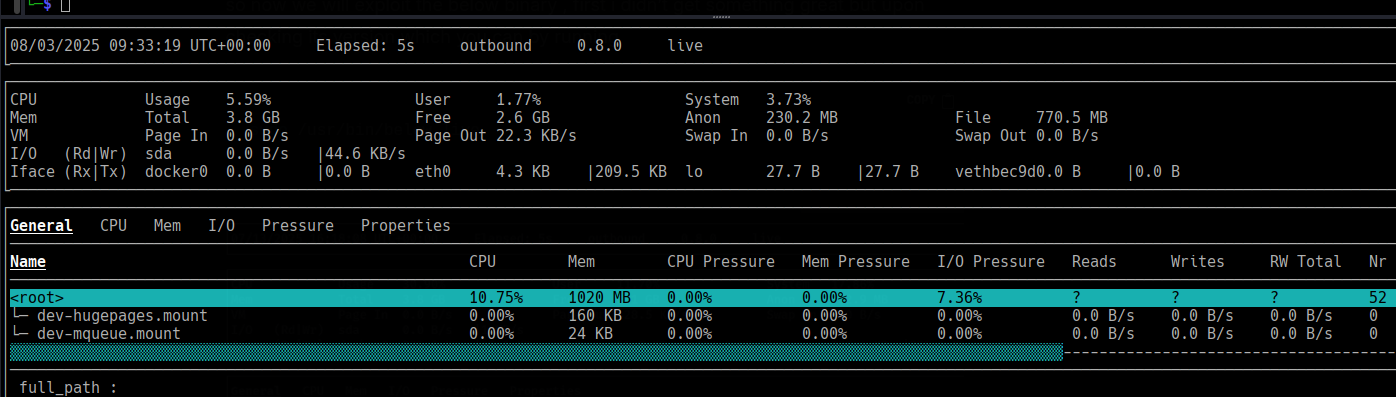 └─$
08/03/2025 09:33:19 UTC+00:00 Elapsed: 5s outbound 0.8.0 live
CPU Usage 5.59% User 1.77% System 3.73%
Mem Total 3.8 GB Free 2.6 GB Anon 230.2 MB File 770.5 MB
VM Page In 0.0 B/s Page Out 22.3 KB/s Swap In 0.0 B/s Swap Out 0.0 B/s
I/O (Rd|Wr) sda 0.0 B/s |44.6 KB/s
Iface (Rx|Tx) docker0 0.0 B |0.0 B eth0 4.3 KB |209.5 KB lo 27.7 B |27.7 B vethbec9d0.0 B |0.0 B
General CPU Mem I/O Pressure Properties
Name CPU Mem CPU Pressure Mem Pressure I/O Pressure Reads Writes RW Total Nr
<root> 10.75% 1020 MB 0.00% 0.00% 7.36% ? ? ? 52
└─ dev-hugepages.mount 0.00% 160 KB 0.00% 0.00% 0.00% 0.0 B/s 0.0 B/s 0.0 B/s 0
└─ dev-mqueue.mount 0.00% 24 KB 0.00% 0.00% 0.00% 0.0 B/s 0.0 B/s 0.0 B/s 0
full_path :